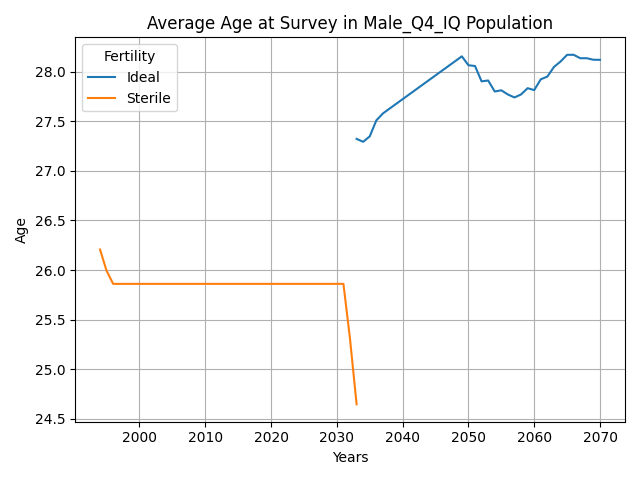 Average Age at Survey in Male_Q4_IQ Population
Fertility
Ideal
Sterile
Age
28.0
27.5
27.0
26.5
26.0
25.5
25.0
24.5
2000 2010 2020 2030 2040 2050 2060 2070
Years